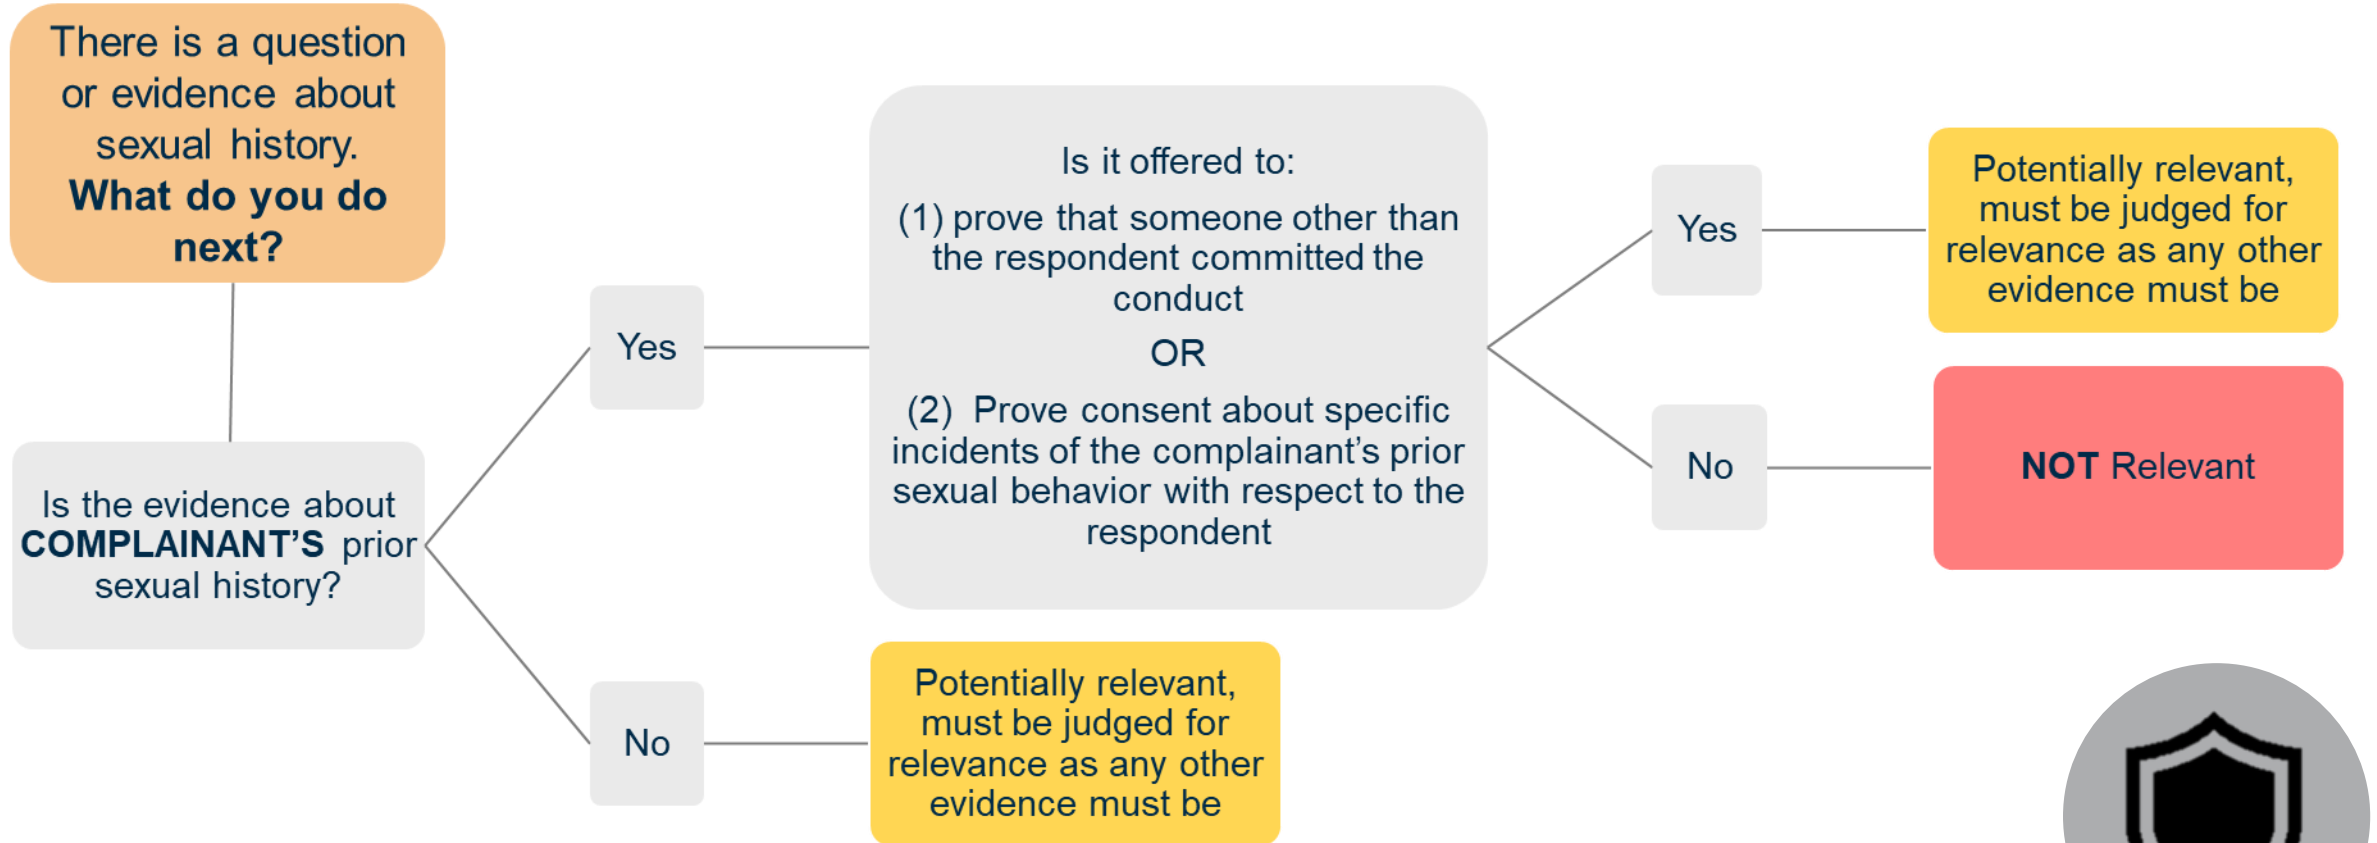 There is a question
or evidence about
sexual history.
What do you do
next?
Is the evidence about
COMPLAINANT’S prior
sexual history?
Yes
No
Is it offered to:
(1) prove that someone other than
the respondent committed the
conduct
OR
(2) Prove consent about specific
incidents of the complainant’s prior
sexual behavior with respect to the
respondent
Potentially relevant,
must be judged for
relevance as any other
evidence must be
Yes
No
Potentially relevant,
must be judged for
relevance as any other
evidence must be
NOT Relevant